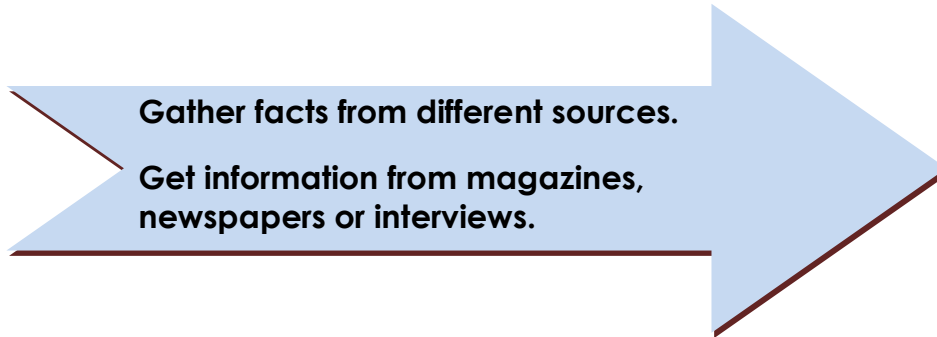 Gather facts from different sources.
Get information from magazines,
newspapers or interviews.